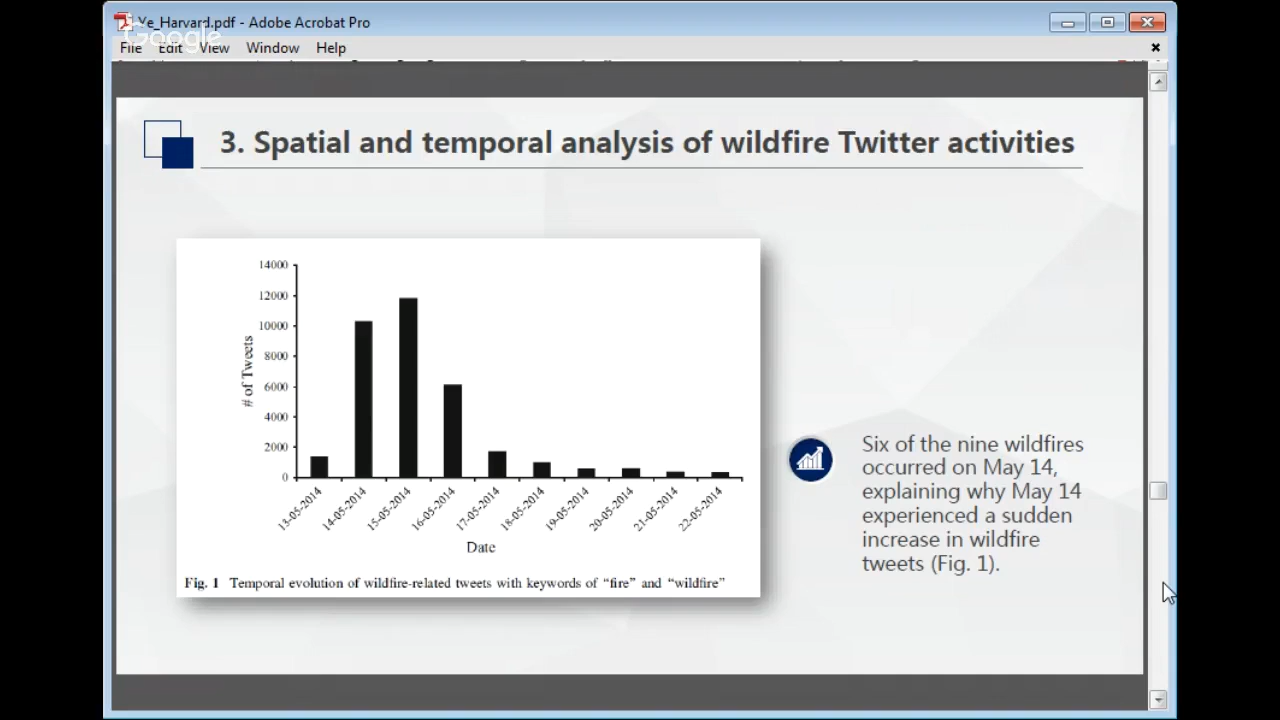 Ye_Harvard.pdf - Adobe Acrobat Pro
Google
File Edit View Window Help
3. Spatial and temporal analysis of wildfire Twitter activities
14000
12000
10000
8000
6000
4000
2000
0
# of Tweets
13-05-2014
14-05-2014
15-05-2014
16-05-2014
17-05-2014
18-05-2014
19-05-2014
20-05-2014
21-05-2014
22-05-2014
Date
Fig. 1 Temporal evolution of wildfire-related tweets with keywords of “fire” and “wildfire”
Six of the nine wildfires
occurred on May 14,
explaining why May 14
experienced a sudden
increase in wildfire
tweets (Fig. 1).